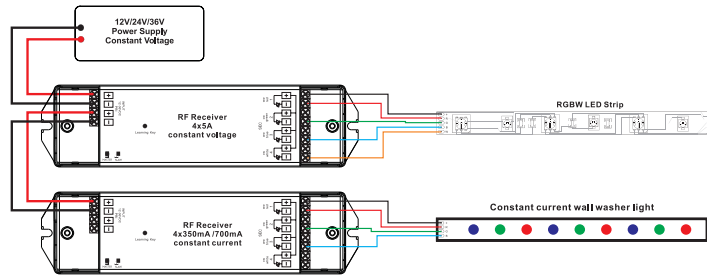 12V/24V/36V
Power Supply
Constant Voltage
RF Receiver
4x5A
constant voltage
Learning Key
RGBW LED Strip
RF Receiver
4x350mA/700mA
constant current
Learning Key
Constant current wall washer light